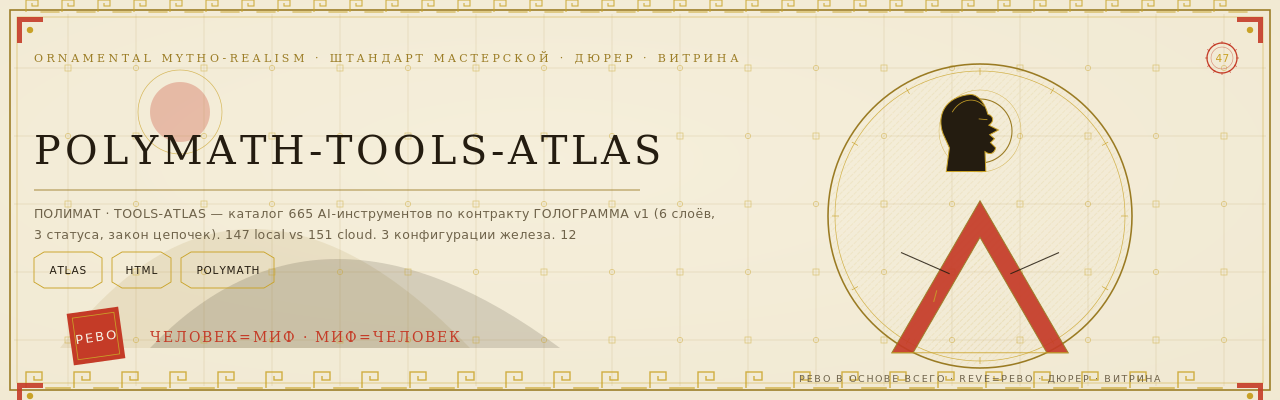 ORNAMENTAL MYTHO-REALISM · ШТАНДАРТ МАСТЕРСКОЙ · ДЮРЕР · ВИТРИНА
47
POLYMATH-TOOLS-ATLAS
ПОЛИМАТ · TOOLS-ATLAS — каталог 665 AI-инструментов по контракту ГОЛОГРАММА v1 (6 слоёв,
3 статуса, закон цепочек). 147 local vs 151 cloud. 3 конфигурации железа. 12
ATLAS HTML POLYMATH
РЕВО
ЧЕЛОВЕК=МИФ · МИФ=ЧЕЛОВЕК
РЕВО В ОСНОВЕ ВСЕГО · REVE=РЕВО · ДЮРЕР · ВИТРИНА